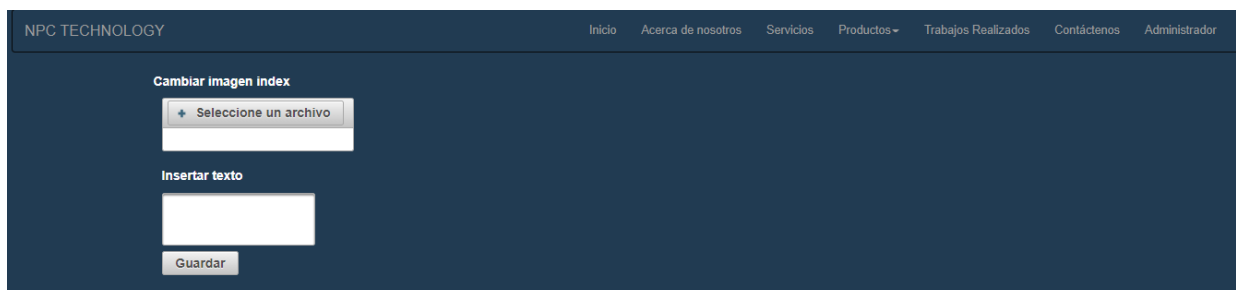 NPC TECHNOLOGY Inicio Acerca de nosotros Servicios Productos Trabajos Realizados Contáctenos Administrador
Cambiar imagen index
+ Seleccione un archivo
Insertar texto
Guardar